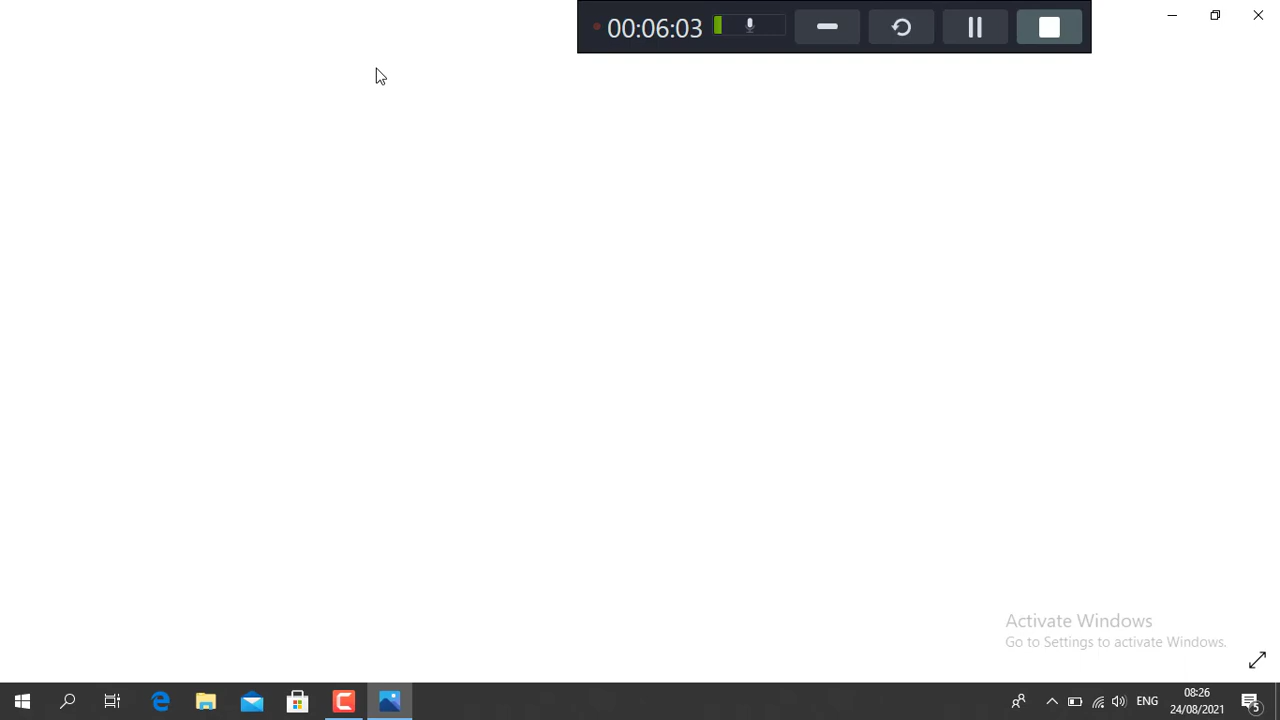 00:06:03
Activate Windows
Go to Settings to activate Windows.
ENG
08:26
24/08/2021
5